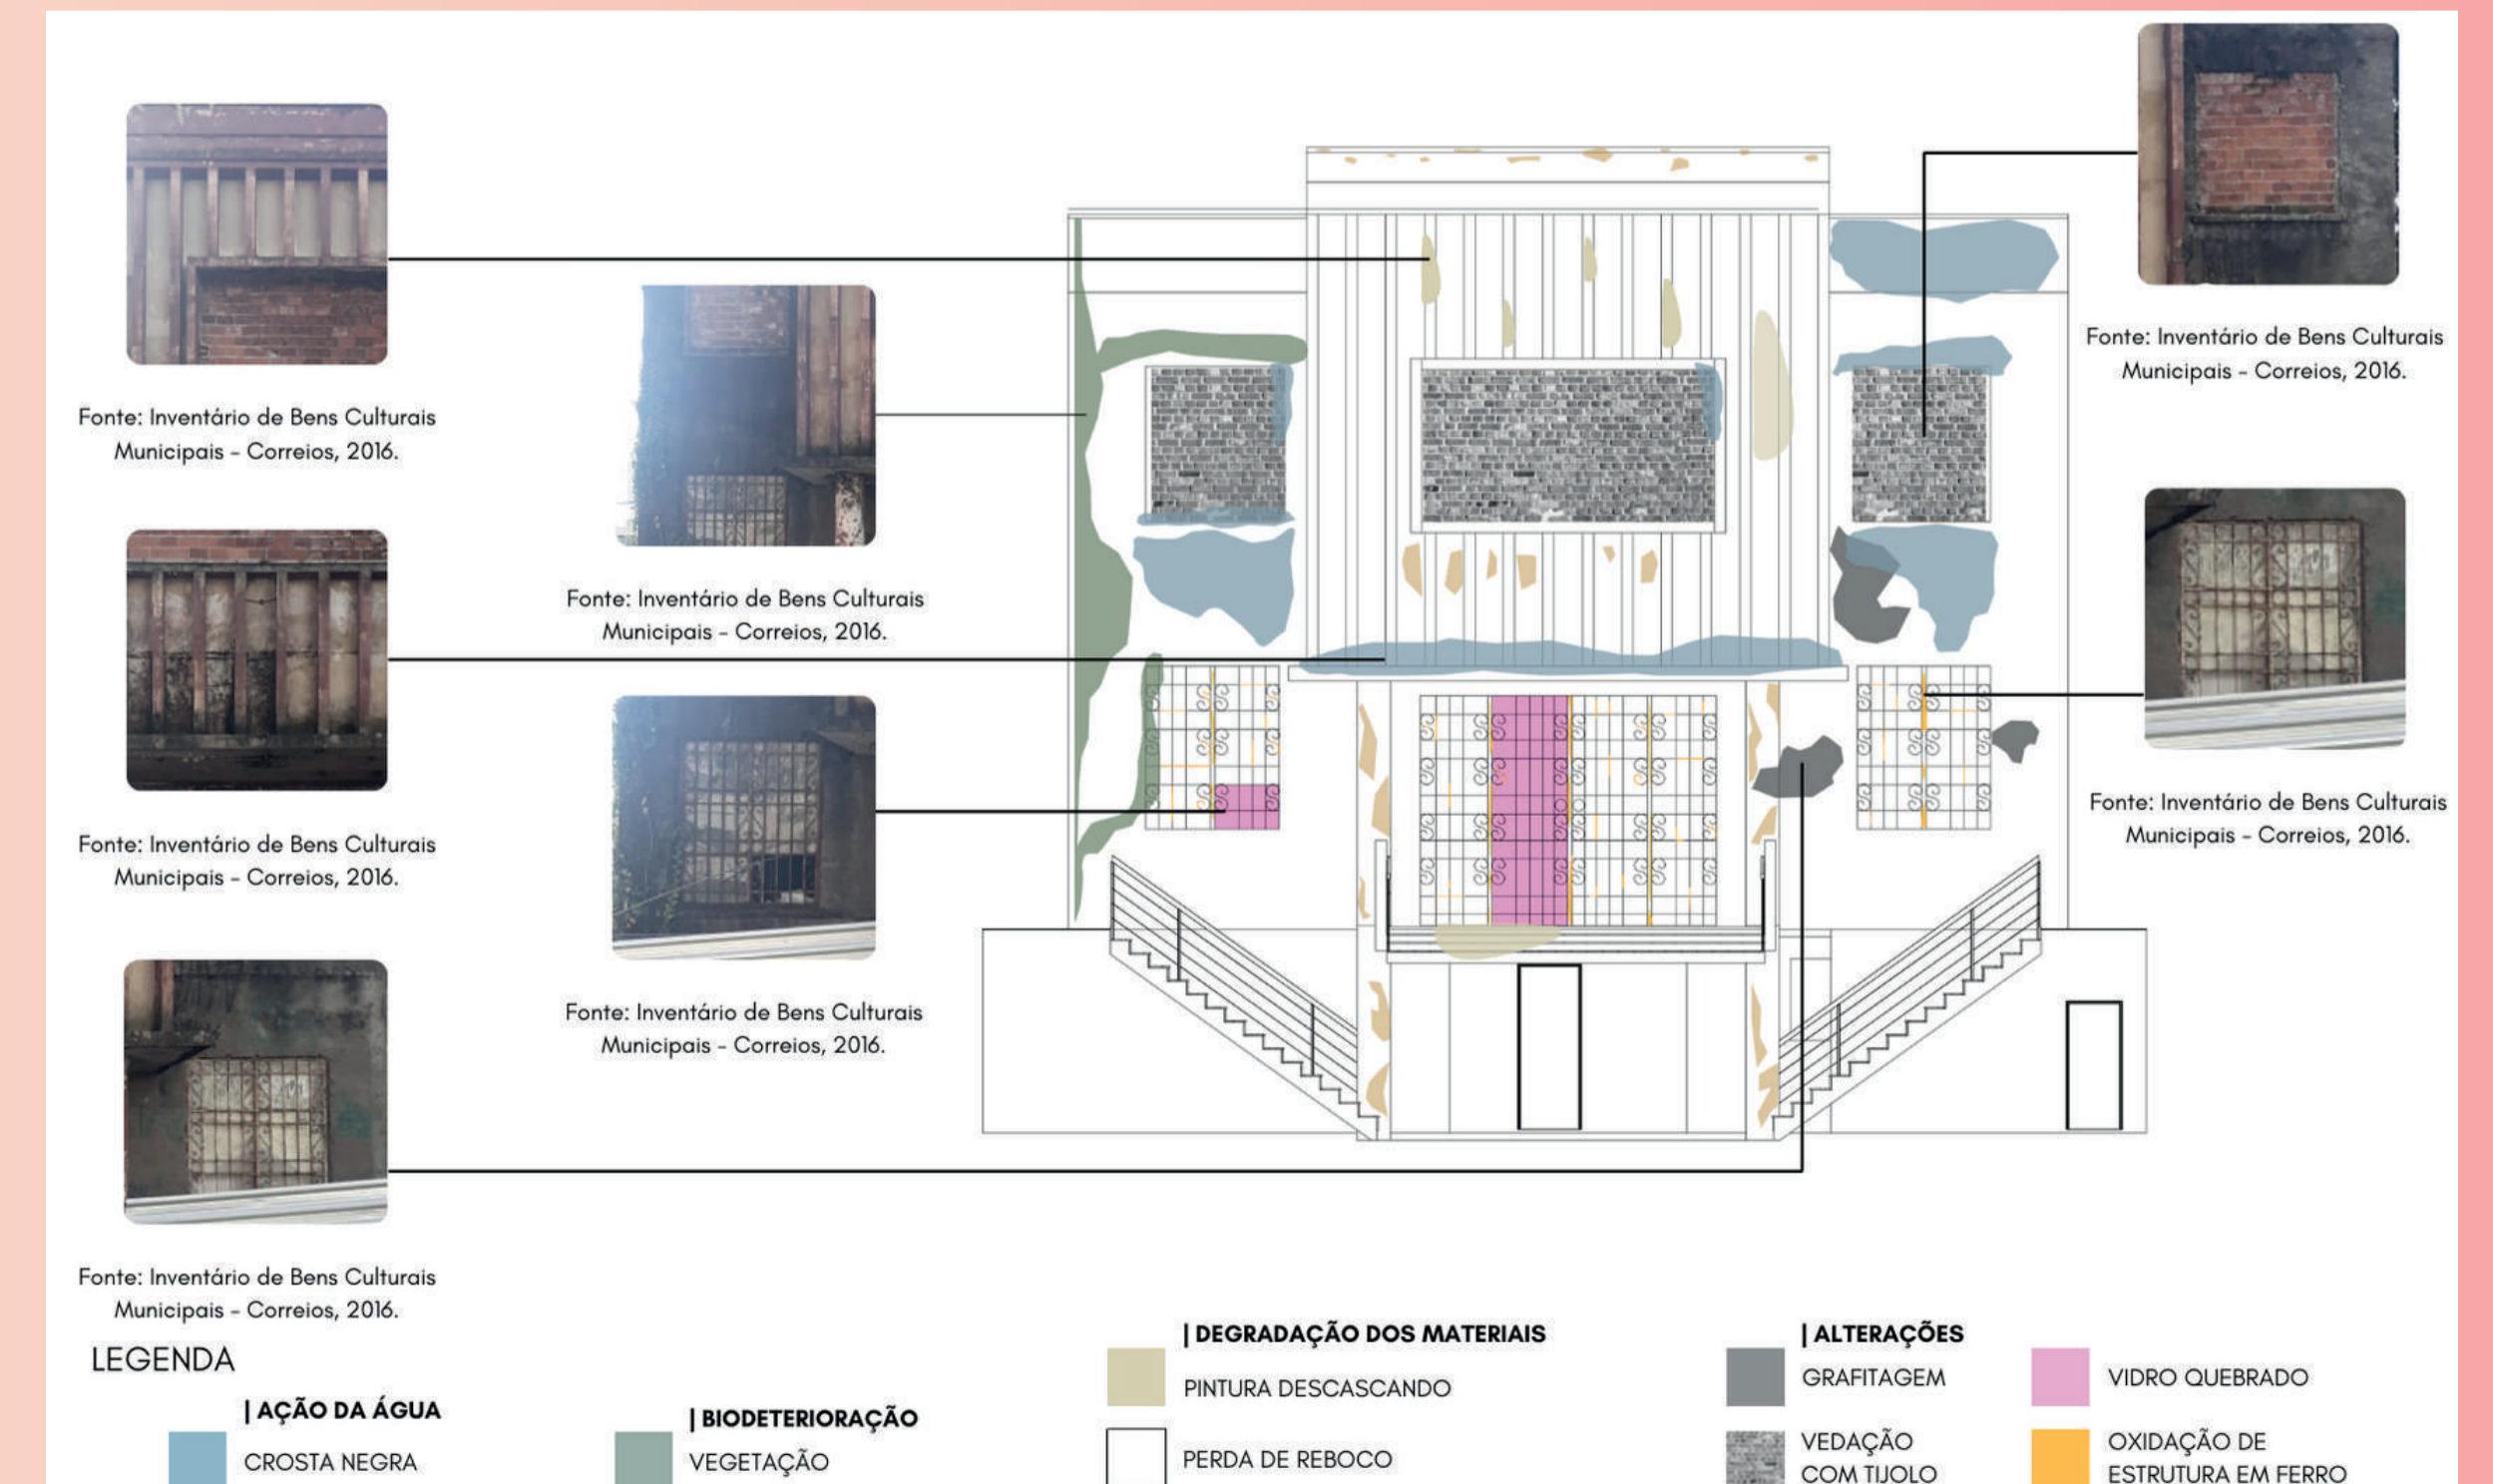 Fonte: Inventário de Bens Culturais
Municipais - Correios, 2016.
Fonte: Inventário de Bens Culturais
Municipais - Correios, 2016.
Fonte: Inventário de Bens Culturais
Municipais - Correios, 2016.
Fonte: Inventário de Bens Culturais
Municipais - Correios, 2016.
Fonte: Inventário de Bens Culturais
Municipais - Correios, 2016.
Fonte: Inventário de Bens Culturais
Municipais - Correios, 2016.
Fonte: Inventário de Bens Culturais
Municipais - Correios, 2016.
LEGENDA
| AÇÃO DA ÁGUA
CROSTA NEGRA
| BIODETERIORAÇÃO
VEGETAÇÃO
| DEGRADAÇÃO DOS MATERIAIS
PINTURA DESCASCANDO
PERDA DE REBOCO
| ALTERAÇÕES
GRAFITAGEM
VEDAÇÃO
COM TIJOLO
VIDRO QUEBRADO
OXIDAÇÃO DE
ESTRUTURA EM FERRO